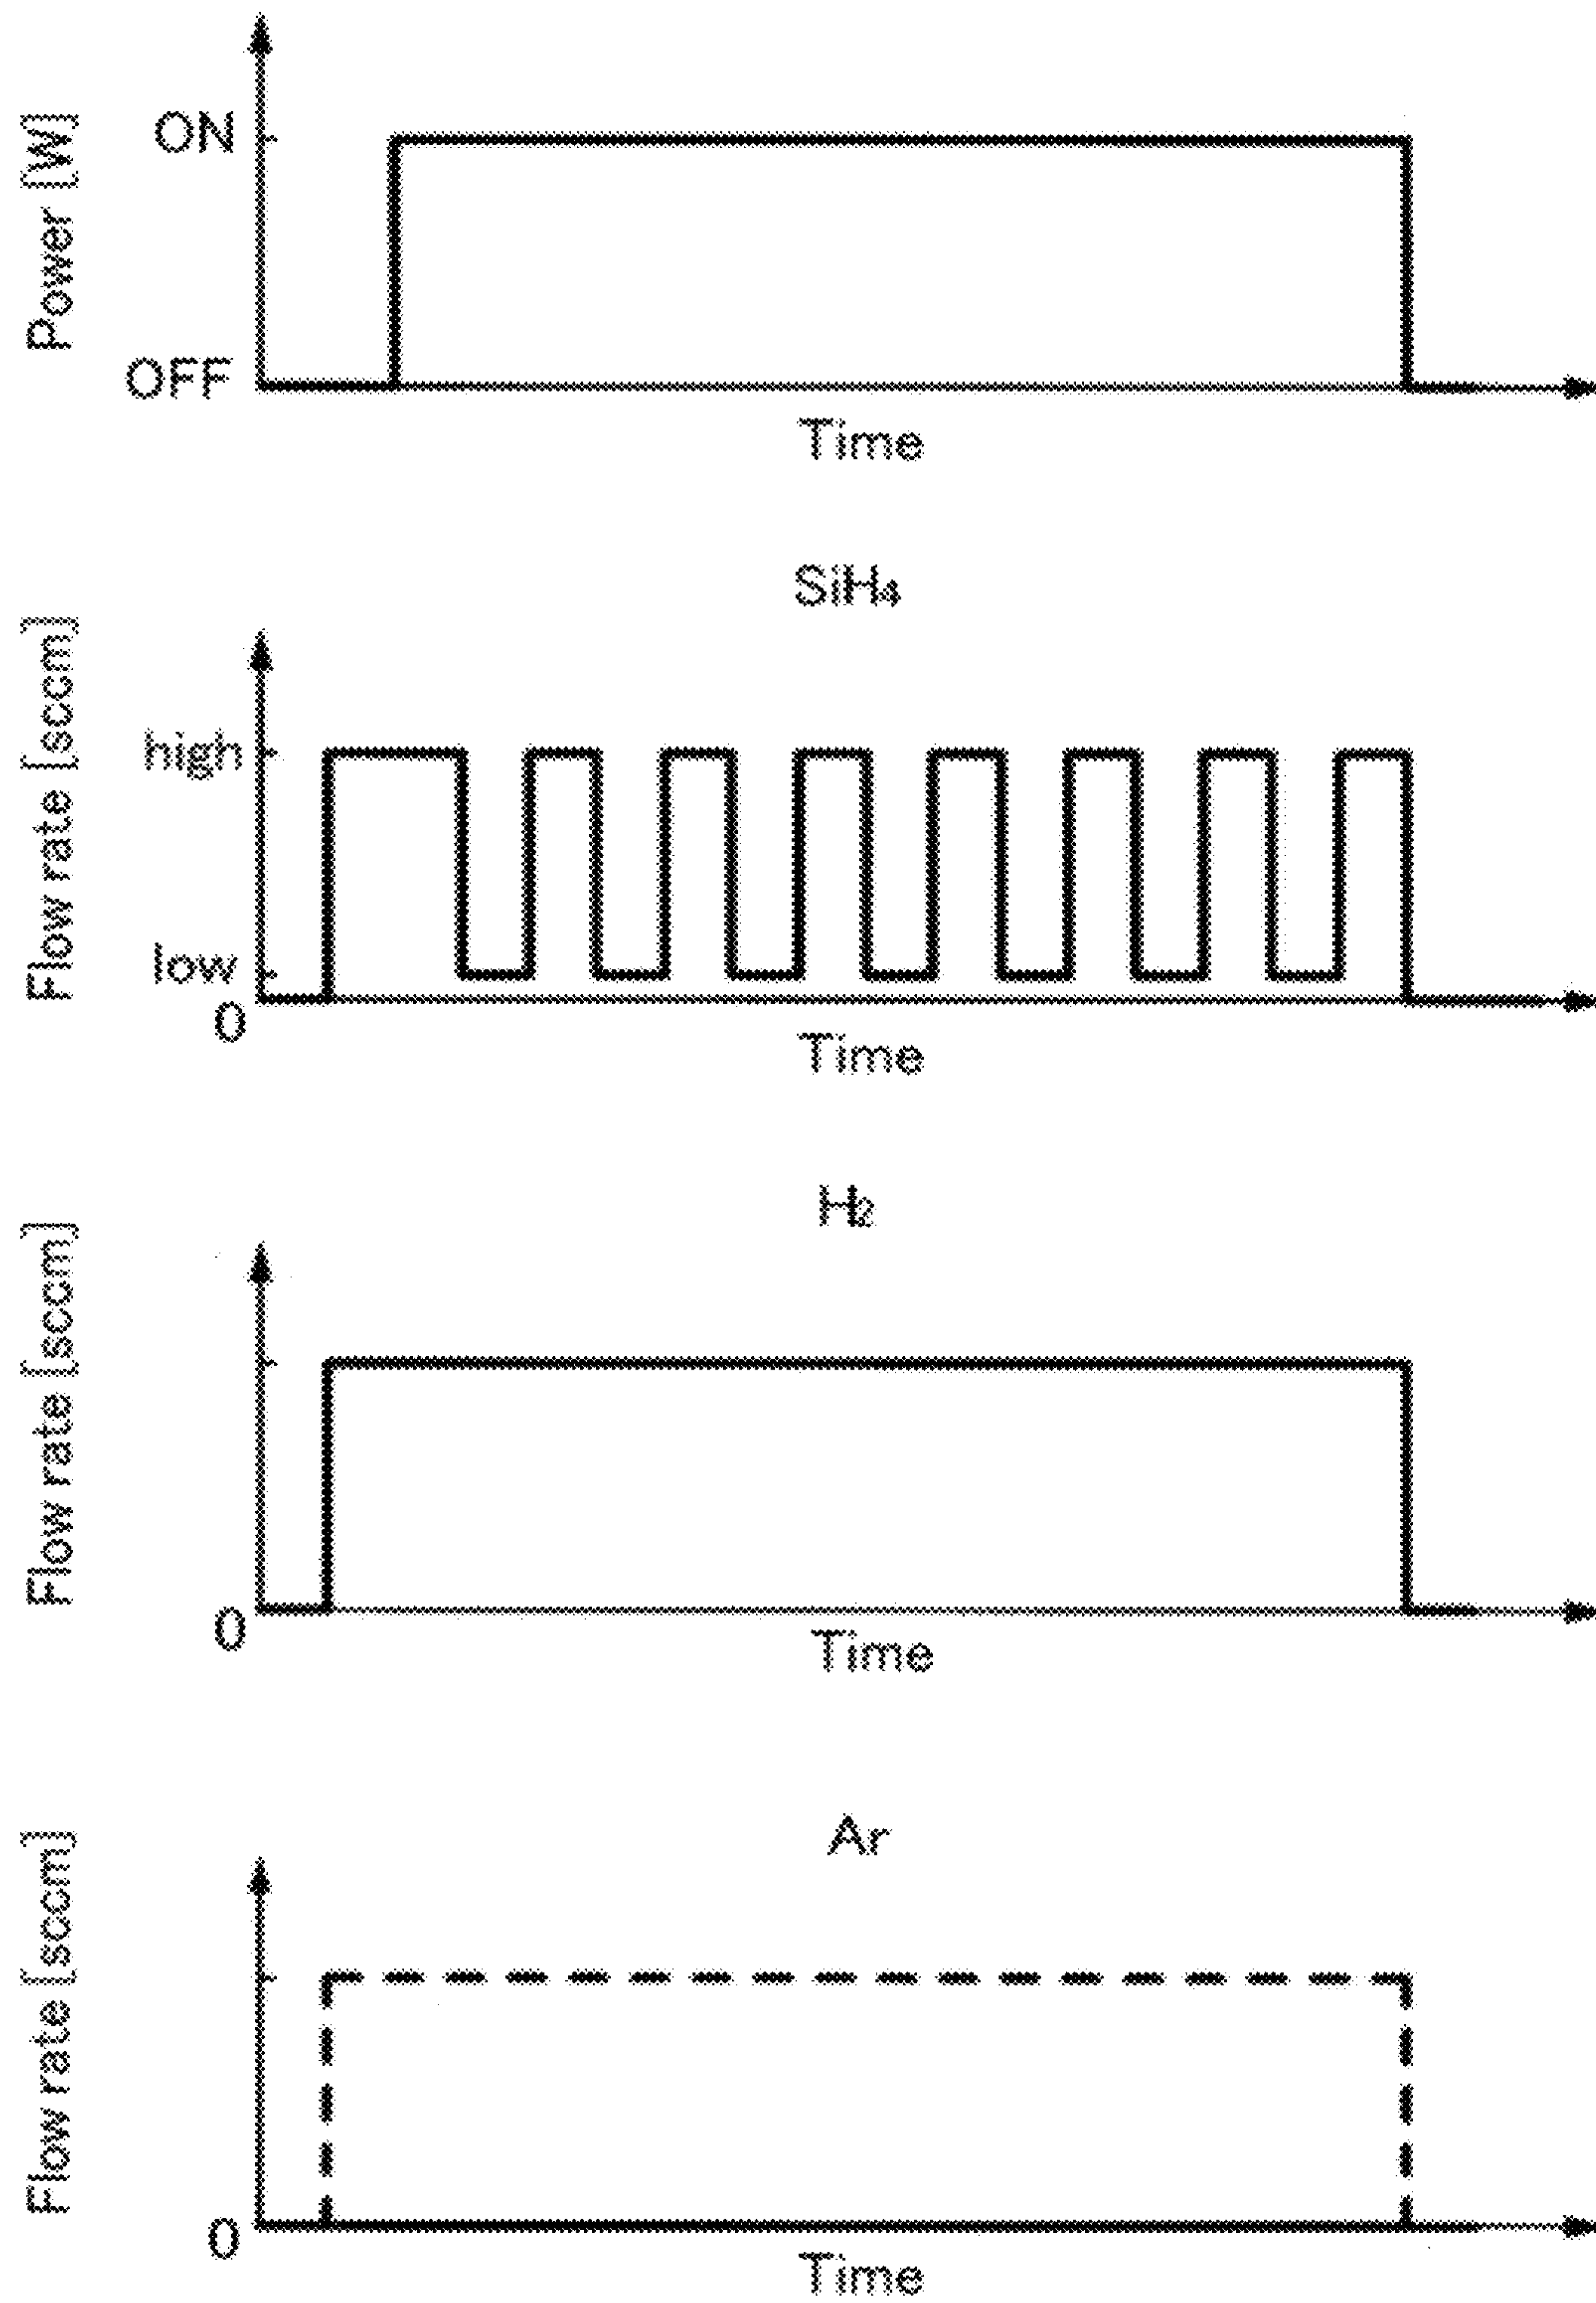 Power [W]
ON
OFF
Time
SiH₄
Flow rate [sccm]
high
low
0
Time
H₂
Flow rate [sccm]
0
Time
Ar
Flow rate [sccm]
0
Time